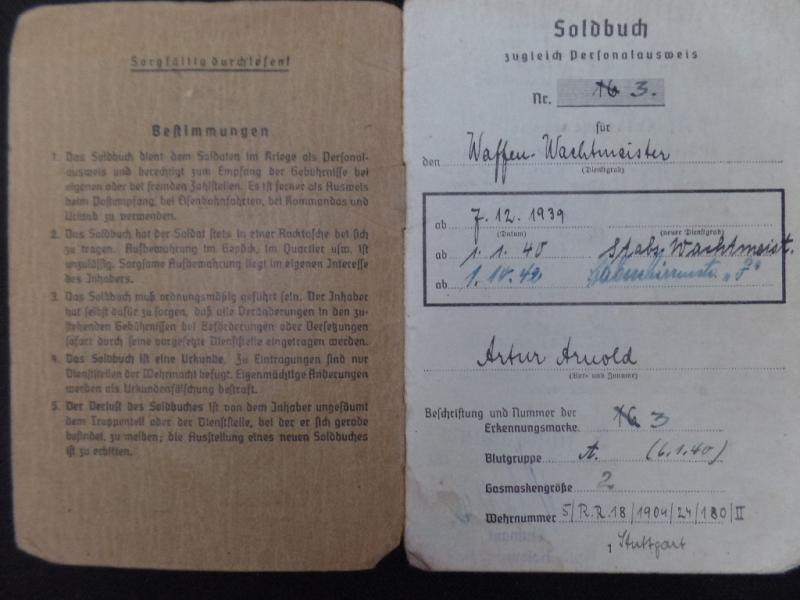 Sorgfältig durchlesen!
Bestimmungen
1. Das Soldbuch dient dem Soldaten im Kriege als Personal-
ausweis und berechtigt zum Empfang der Gebührnisse bei
eigenen oder bei fremden Zahlstellen. Es ist ferner als Ausweis
beim Postempfang, bei Eisenbahnfahrten, bei Kommandos und
Urlaub zu verwenden.
2. Das Soldbuch hat der Soldat stets in einer Rocktasche bei sich
zu tragen. Aufbewahrung im Gepäck, im Quartier usw. ist
unzulässig. Sorgsame Aufbewahrung liegt im eigenen Interesse
des Inhabers.
3. Das Soldbuch muß ordnungsmäßig geführt sein. Der Inhaber
hat selbst dafür zu sorgen, daß alle Veränderungen in den zu-
stehenden Gebührnissen bei Beförderungen oder Versetzungen
sofort durch seine vorgesetzte Dienststelle eingetragen werden.
4. Das Soldbuch ist eine Urkunde. Zu Eintragungen sind nur
Dienststellen der Wehrmacht befugt. Eigenmächtige Änderungen
werden als Urkundenfälschung bestraft.
5. Der Verlust des Soldbuches ist von dem Inhaber ungesäumt
dem Truppenteil oder der Dienststelle, bei der er sich gerade
befindet, zu melden; die Ausstellung eines neuen Soldbuches
ist zu erbitten.
Soldbuch
zugleich Personalausweis
Nr. 16 3.
für
den Waffen-Wachtmeister
(Dienstgrad)
ab 7.12.1939
(Datum) (neuer Dienstgrad)
ab 1.1.40 Stabs-Wachtmeist.
ab 1.10.42
Artur Arnold
(Vor- und Zuname)
Beschriftung und Nummer der
Erkennungsmarke 16 3
Blutgruppe A. (6.1.40)
Gasmaskengröße 2
Wehrnummer 5/R.R.18/1904/24/180/II
Stuttgart